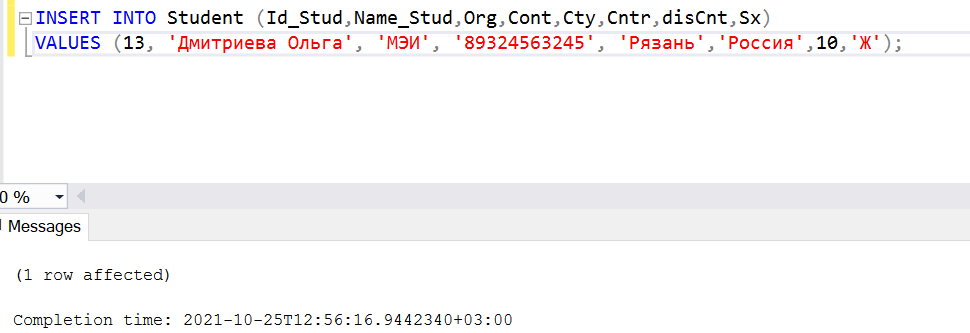 INSERT INTO Student (Id_Stud,Name_Stud,Org,Cont,Cty,Cntr,disCnt,Sx)
VALUES (13, 'Дмитриева Ольга', 'МЭИ', '89324563245', 'Рязань','Россия',10,'Ж');
0 %
Messages
(1 row affected)
Completion time: 2021-10-25T12:56:16.9442340+03:00